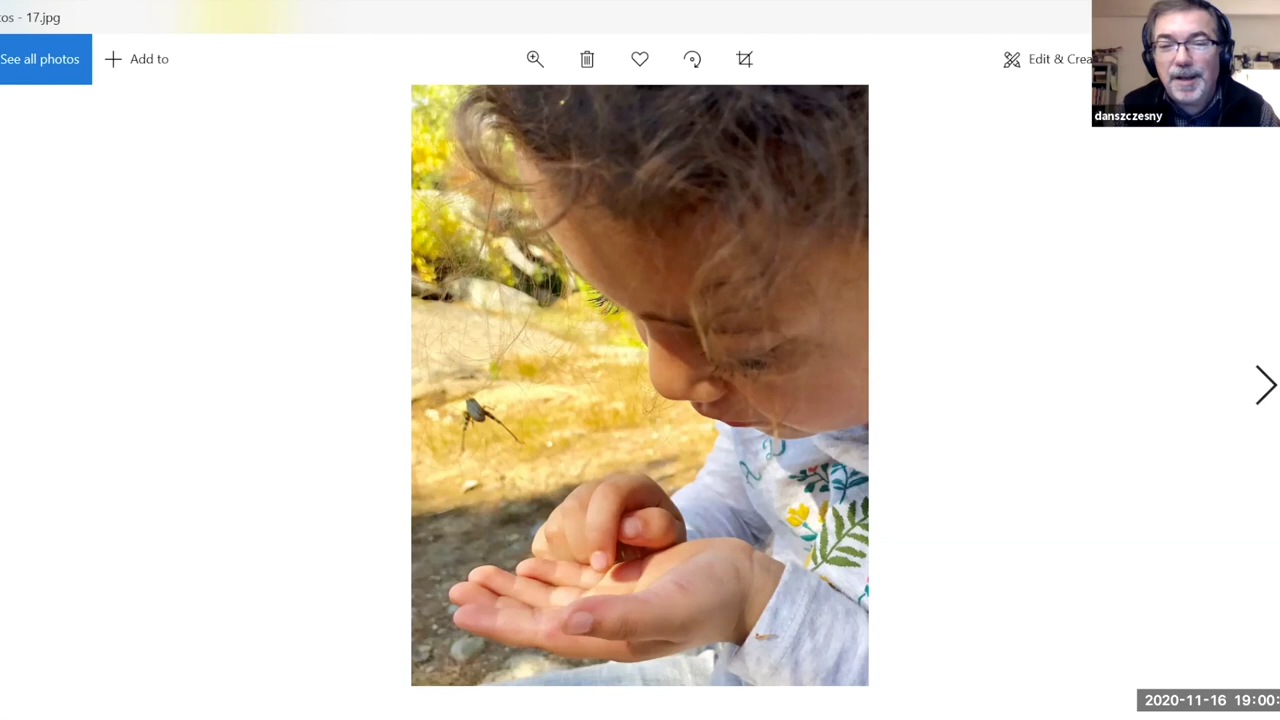 os - 17.jpg
See all photos
Add to
Edit & Crea
danszczesny
2020-11-16 19:00: